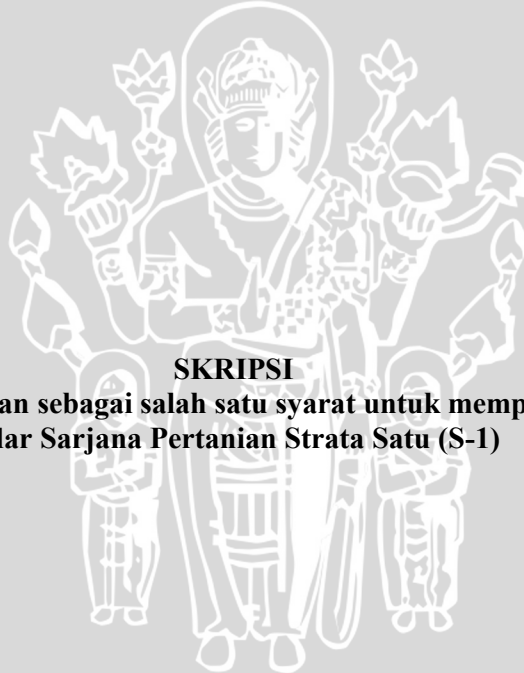 SKRIPSI
an sebagai salah satu syarat untuk memp
lar Sarjana Pertanian Strata Satu (S-1)